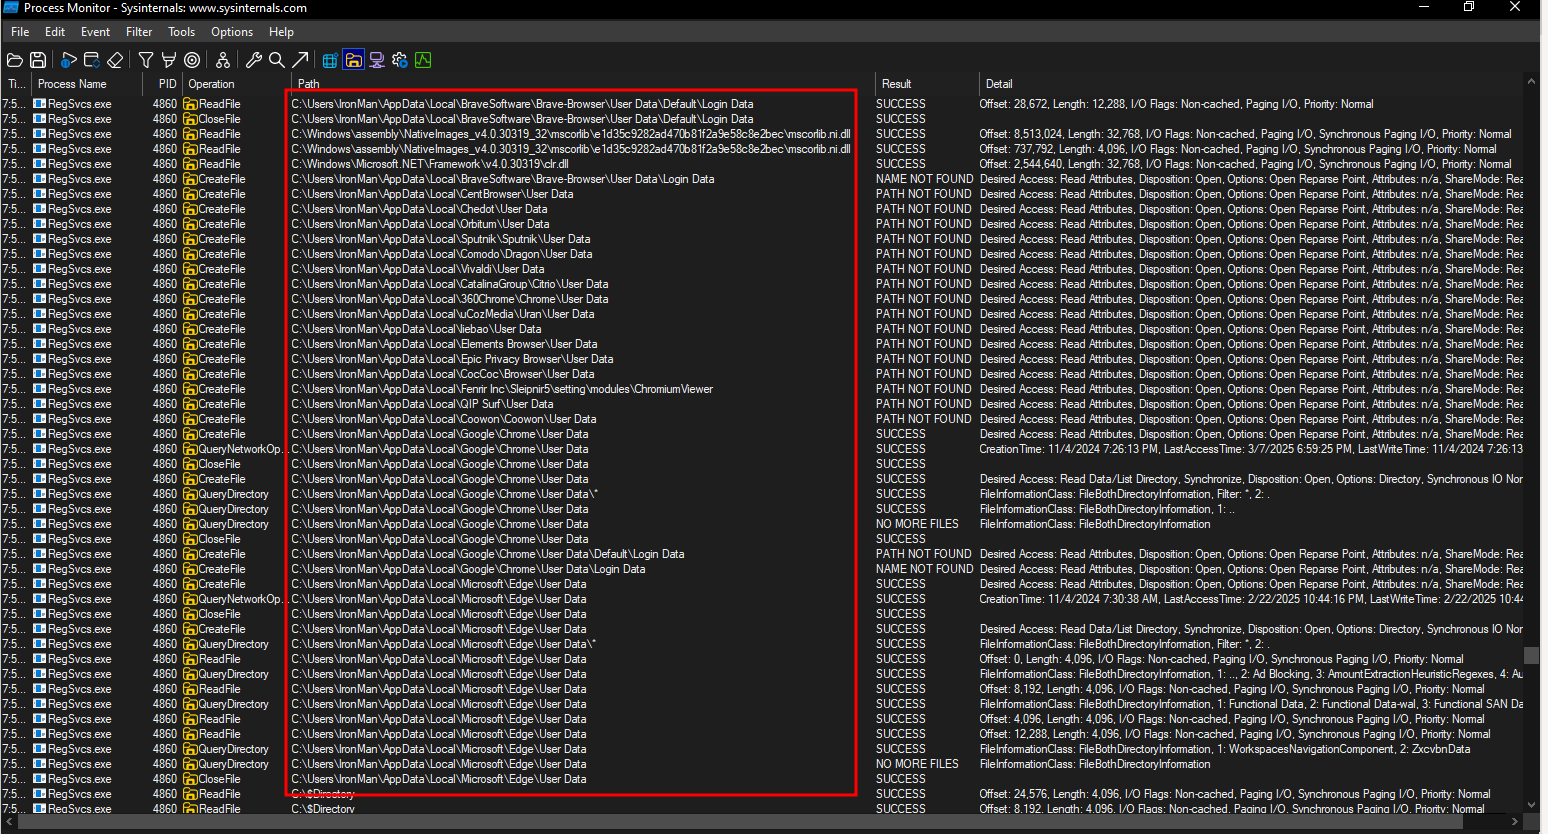 Process Monitor - Sysinternals: www.sysinternals.com
File Edit Event Filter Tools Options Help
Ti... Process Name PID Operation Path Result Detail
7:5... RegSvcs.exe 4860 ReadFile C:\Users\IronMan\AppData\Local\BraveSoftware\Brave-Browser\User Data\Default\Login Data SUCCESS Offset: 28,672, Length: 12,288, I/O Flags: Non-cached, Paging I/O, Priority: Normal
7:5... RegSvcs.exe 4860 CloseFile C:\Users\IronMan\AppData\Local\BraveSoftware\Brave-Browser\User Data\Default\Login Data SUCCESS
7:5... RegSvcs.exe 4860 ReadFile C:\Windows\assembly\NativeImages_v4.0.30319_32\mscorlib\e1d35c9282ad470b81f2a9e58c8e2bec\mscorlib.ni.dll SUCCESS Offset: 8,513,024, Length: 32,768, I/O Flags: Non-cached, Paging I/O, Synchronous Paging I/O, Priority: Normal
7:5... RegSvcs.exe 4860 ReadFile C:\Windows\assembly\NativeImages_v4.0.30319_32\mscorlib\e1d35c9282ad470b81f2a9e58c8e2bec\mscorlib.ni.dll SUCCESS Offset: 737,792, Length: 4,096, I/O Flags: Non-cached, Paging I/O, Synchronous Paging I/O, Priority: Normal
7:5... RegSvcs.exe 4860 ReadFile C:\Windows\Microsoft.NET\Framework\v4.0.30319\clr.dll SUCCESS Offset: 2,544,640, Length: 32,768, I/O Flags: Non-cached, Paging I/O, Synchronous Paging I/O, Priority: Normal
7:5... RegSvcs.exe 4860 CreateFile C:\Users\IronMan\AppData\Local\BraveSoftware\Brave-Browser\User Data\Login Data NAME NOT FOUND Desired Access: Read Attributes, Disposition: Open, Options: Open Reparse Point, Attributes: n/a, ShareMode: Rea
7:5... RegSvcs.exe 4860 CreateFile C:\Users\IronMan\AppData\Local\CentBrowser\User Data PATH NOT FOUND Desired Access: Read Attributes, Disposition: Open, Options: Open Reparse Point, Attributes: n/a, ShareMode: Rea
7:5... RegSvcs.exe 4860 CreateFile C:\Users\IronMan\AppData\Local\Chedot\User Data PATH NOT FOUND Desired Access: Read Attributes, Disposition: Open, Options: Open Reparse Point, Attributes: n/a, ShareMode: Rea
7:5... RegSvcs.exe 4860 CreateFile C:\Users\IronMan\AppData\Local\Orbitum\User Data PATH NOT FOUND Desired Access: Read Attributes, Disposition: Open, Options: Open Reparse Point, Attributes: n/a, ShareMode: Rea
7:5... RegSvcs.exe 4860 CreateFile C:\Users\IronMan\AppData\Local\Sputnik\Sputnik\User Data PATH NOT FOUND Desired Access: Read Attributes, Disposition: Open, Options: Open Reparse Point, Attributes: n/a, ShareMode: Rea
7:5... RegSvcs.exe 4860 CreateFile C:\Users\IronMan\AppData\Local\Comodo\Dragon\User Data PATH NOT FOUND Desired Access: Read Attributes, Disposition: Open, Options: Open Reparse Point, Attributes: n/a, ShareMode: Rea
7:5... RegSvcs.exe 4860 CreateFile C:\Users\IronMan\AppData\Local\Vivaldi\User Data PATH NOT FOUND Desired Access: Read Attributes, Disposition: Open, Options: Open Reparse Point, Attributes: n/a, ShareMode: Rea
7:5... RegSvcs.exe 4860 CreateFile C:\Users\IronMan\AppData\Local\CatalinaGroup\Citrio\User Data PATH NOT FOUND Desired Access: Read Attributes, Disposition: Open, Options: Open Reparse Point, Attributes: n/a, ShareMode: Rea
7:5... RegSvcs.exe 4860 CreateFile C:\Users\IronMan\AppData\Local\360Chrome\Chrome\User Data PATH NOT FOUND Desired Access: Read Attributes, Disposition: Open, Options: Open Reparse Point, Attributes: n/a, ShareMode: Rea
7:5... RegSvcs.exe 4860 CreateFile C:\Users\IronMan\AppData\Local\uCozMedia\Uran\User Data PATH NOT FOUND Desired Access: Read Attributes, Disposition: Open, Options: Open Reparse Point, Attributes: n/a, ShareMode: Rea
7:5... RegSvcs.exe 4860 CreateFile C:\Users\IronMan\AppData\Local\liebao\User Data PATH NOT FOUND Desired Access: Read Attributes, Disposition: Open, Options: Open Reparse Point, Attributes: n/a, ShareMode: Rea
7:5... RegSvcs.exe 4860 CreateFile C:\Users\IronMan\AppData\Local\Elements Browser\User Data PATH NOT FOUND Desired Access: Read Attributes, Disposition: Open, Options: Open Reparse Point, Attributes: n/a, ShareMode: Rea
7:5... RegSvcs.exe 4860 CreateFile C:\Users\IronMan\AppData\Local\Epic Privacy Browser\User Data PATH NOT FOUND Desired Access: Read Attributes, Disposition: Open, Options: Open Reparse Point, Attributes: n/a, ShareMode: Rea
7:5... RegSvcs.exe 4860 CreateFile C:\Users\IronMan\AppData\Local\CocCoc\Browser\User Data PATH NOT FOUND Desired Access: Read Attributes, Disposition: Open, Options: Open Reparse Point, Attributes: n/a, ShareMode: Rea
7:5... RegSvcs.exe 4860 CreateFile C:\Users\IronMan\AppData\Local\Fenrir Inc\Sleipnir5\setting\modules\ChromiumViewer PATH NOT FOUND Desired Access: Read Attributes, Disposition: Open, Options: Open Reparse Point, Attributes: n/a, ShareMode: Rea
7:5... RegSvcs.exe 4860 CreateFile C:\Users\IronMan\AppData\Local\QIP Surf\User Data PATH NOT FOUND Desired Access: Read Attributes, Disposition: Open, Options: Open Reparse Point, Attributes: n/a, ShareMode: Rea
7:5... RegSvcs.exe 4860 CreateFile C:\Users\IronMan\AppData\Local\Coowon\Coowon\User Data PATH NOT FOUND Desired Access: Read Attributes, Disposition: Open, Options: Open Reparse Point, Attributes: n/a, ShareMode: Rea
7:5... RegSvcs.exe 4860 CreateFile C:\Users\IronMan\AppData\Local\Google\Chrome\User Data SUCCESS Desired Access: Read Attributes, Disposition: Open, Options: Open Reparse Point, Attributes: n/a, ShareMode: Rea
7:5... RegSvcs.exe 4860 QueryNetworkOp... C:\Users\IronMan\AppData\Local\Google\Chrome\User Data SUCCESS CreationTime: 11/4/2024 7:26:13 PM, LastAccessTime: 3/7/2025 6:59:25 PM, LastWriteTime: 11/4/2024 7:26:13
7:5... RegSvcs.exe 4860 CloseFile C:\Users\IronMan\AppData\Local\Google\Chrome\User Data SUCCESS
7:5... RegSvcs.exe 4860 CreateFile C:\Users\IronMan\AppData\Local\Google\Chrome\User Data SUCCESS Desired Access: Read Data/List Directory, Synchronize, Disposition: Open, Options: Directory, Synchronous IO Non
7:5... RegSvcs.exe 4860 QueryDirectory C:\Users\IronMan\AppData\Local\Google\Chrome\User Data\* SUCCESS FileInformationClass: FileBothDirectoryInformation, Filter: *, 2: .
7:5... RegSvcs.exe 4860 QueryDirectory C:\Users\IronMan\AppData\Local\Google\Chrome\User Data SUCCESS FileInformationClass: FileBothDirectoryInformation, 1: ..
7:5... RegSvcs.exe 4860 QueryDirectory C:\Users\IronMan\AppData\Local\Google\Chrome\User Data NO MORE FILES FileInformationClass: FileBothDirectoryInformation
7:5... RegSvcs.exe 4860 CloseFile C:\Users\IronMan\AppData\Local\Google\Chrome\User Data SUCCESS
7:5... RegSvcs.exe 4860 CreateFile C:\Users\IronMan\AppData\Local\Google\Chrome\User Data\Default\Login Data PATH NOT FOUND Desired Access: Read Attributes, Disposition: Open, Options: Open Reparse Point, Attributes: n/a, ShareMode: Rea
7:5... RegSvcs.exe 4860 CreateFile C:\Users\IronMan\AppData\Local\Google\Chrome\User Data\Login Data NAME NOT FOUND Desired Access: Read Attributes, Disposition: Open, Options: Open Reparse Point, Attributes: n/a, ShareMode: Rea
7:5... RegSvcs.exe 4860 CreateFile C:\Users\IronMan\AppData\Local\Microsoft\Edge\User Data SUCCESS Desired Access: Read Attributes, Disposition: Open, Options: Open Reparse Point, Attributes: n/a, ShareMode: Rea
7:5... RegSvcs.exe 4860 QueryNetworkOp... C:\Users\IronMan\AppData\Local\Microsoft\Edge\User Data SUCCESS CreationTime: 11/4/2024 7:30:38 AM, LastAccessTime: 2/22/2025 10:44:16 PM, LastWriteTime: 2/22/2025 10:44
7:5... RegSvcs.exe 4860 CloseFile C:\Users\IronMan\AppData\Local\Microsoft\Edge\User Data SUCCESS
7:5... RegSvcs.exe 4860 CreateFile C:\Users\IronMan\AppData\Local\Microsoft\Edge\User Data SUCCESS Desired Access: Read Data/List Directory, Synchronize, Disposition: Open, Options: Directory, Synchronous IO Non
7:5... RegSvcs.exe 4860 QueryDirectory C:\Users\IronMan\AppData\Local\Microsoft\Edge\User Data\* SUCCESS FileInformationClass: FileBothDirectoryInformation, Filter: *, 2: .
7:5... RegSvcs.exe 4860 ReadFile C:\Users\IronMan\AppData\Local\Microsoft\Edge\User Data SUCCESS Offset: 0, Length: 4,096, I/O Flags: Non-cached, Paging I/O, Synchronous Paging I/O, Priority: Normal
7:5... RegSvcs.exe 4860 QueryDirectory C:\Users\IronMan\AppData\Local\Microsoft\Edge\User Data SUCCESS FileInformationClass: FileBothDirectoryInformation, 1: .., 2: Ad Blocking, 3: AmountExtractionHeuristicRegexes, 4: Au
7:5... RegSvcs.exe 4860 ReadFile C:\Users\IronMan\AppData\Local\Microsoft\Edge\User Data SUCCESS Offset: 8,192, Length: 4,096, I/O Flags: Non-cached, Paging I/O, Synchronous Paging I/O, Priority: Normal
7:5... RegSvcs.exe 4860 QueryDirectory C:\Users\IronMan\AppData\Local\Microsoft\Edge\User Data SUCCESS FileInformationClass: FileBothDirectoryInformation, 1: Functional Data, 2: Functional Data-wal, 3: Functional SAN Da
7:5... RegSvcs.exe 4860 ReadFile C:\Users\IronMan\AppData\Local\Microsoft\Edge\User Data SUCCESS Offset: 4,096, Length: 4,096, I/O Flags: Non-cached, Paging I/O, Synchronous Paging I/O, Priority: Normal
7:5... RegSvcs.exe 4860 ReadFile C:\Users\IronMan\AppData\Local\Microsoft\Edge\User Data SUCCESS Offset: 12,288, Length: 4,096, I/O Flags: Non-cached, Paging I/O, Synchronous Paging I/O, Priority: Normal
7:5... RegSvcs.exe 4860 QueryDirectory C:\Users\IronMan\AppData\Local\Microsoft\Edge\User Data SUCCESS FileInformationClass: FileBothDirectoryInformation, 1: WorkspacesNavigationComponent, 2: ZxcvbnData
7:5... RegSvcs.exe 4860 QueryDirectory C:\Users\IronMan\AppData\Local\Microsoft\Edge\User Data NO MORE FILES FileInformationClass: FileBothDirectoryInformation
7:5... RegSvcs.exe 4860 CloseFile C:\Users\IronMan\AppData\Local\Microsoft\Edge\User Data SUCCESS
7:5... RegSvcs.exe 4860 ReadFile C:\$Directory SUCCESS Offset: 24,576, Length: 4,096, I/O Flags: Non-cached, Paging I/O, Synchronous Paging I/O, Priority: Normal
7:5... RegSvcs.exe 4860 ReadFile C:\$Directory SUCCESS Offset: 8,192, Length: 4,096, I/O Flags: Non-cached, Paging I/O, Synchronous Paging I/O, Priority: Normal